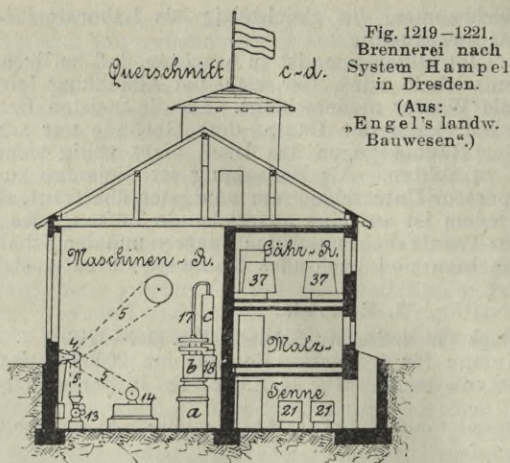 Querschnitt c-d.
Fig. 1219–1221.
Brennerei nach
System Hampel
in Dresden.
(Aus:
„Engel's landw.
Bauwesen“.)
Maschinen-R.
Gähr-R.
37 37
5
17 c
4
b 18
Malz-
5 5
13 14
a
Tenne
21 21